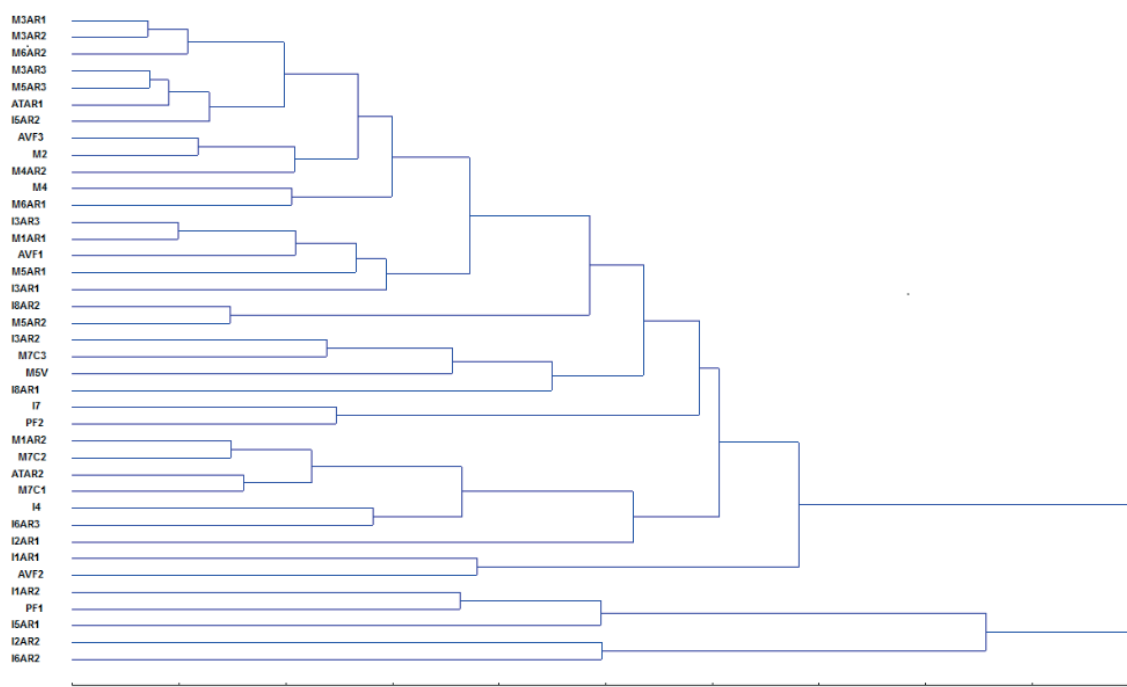 M3AR1
M3AR2
M6AR2
M3AR3
M5AR3
ATAR1
I5AR2
AVF3
M2
M4AR2
M4
M6AR1
I3AR3
M1AR1
AVF1
M5AR1
I3AR1
I8AR2
M5AR2
I3AR2
M7C3
M5V
I8AR1
I7
PF2
M1AR2
M7C2
ATAR2
M7C1
I4
I6AR3
I2AR1
I1AR1
AVF2
I1AR2
PF1
I5AR1
I2AR2
I6AR2